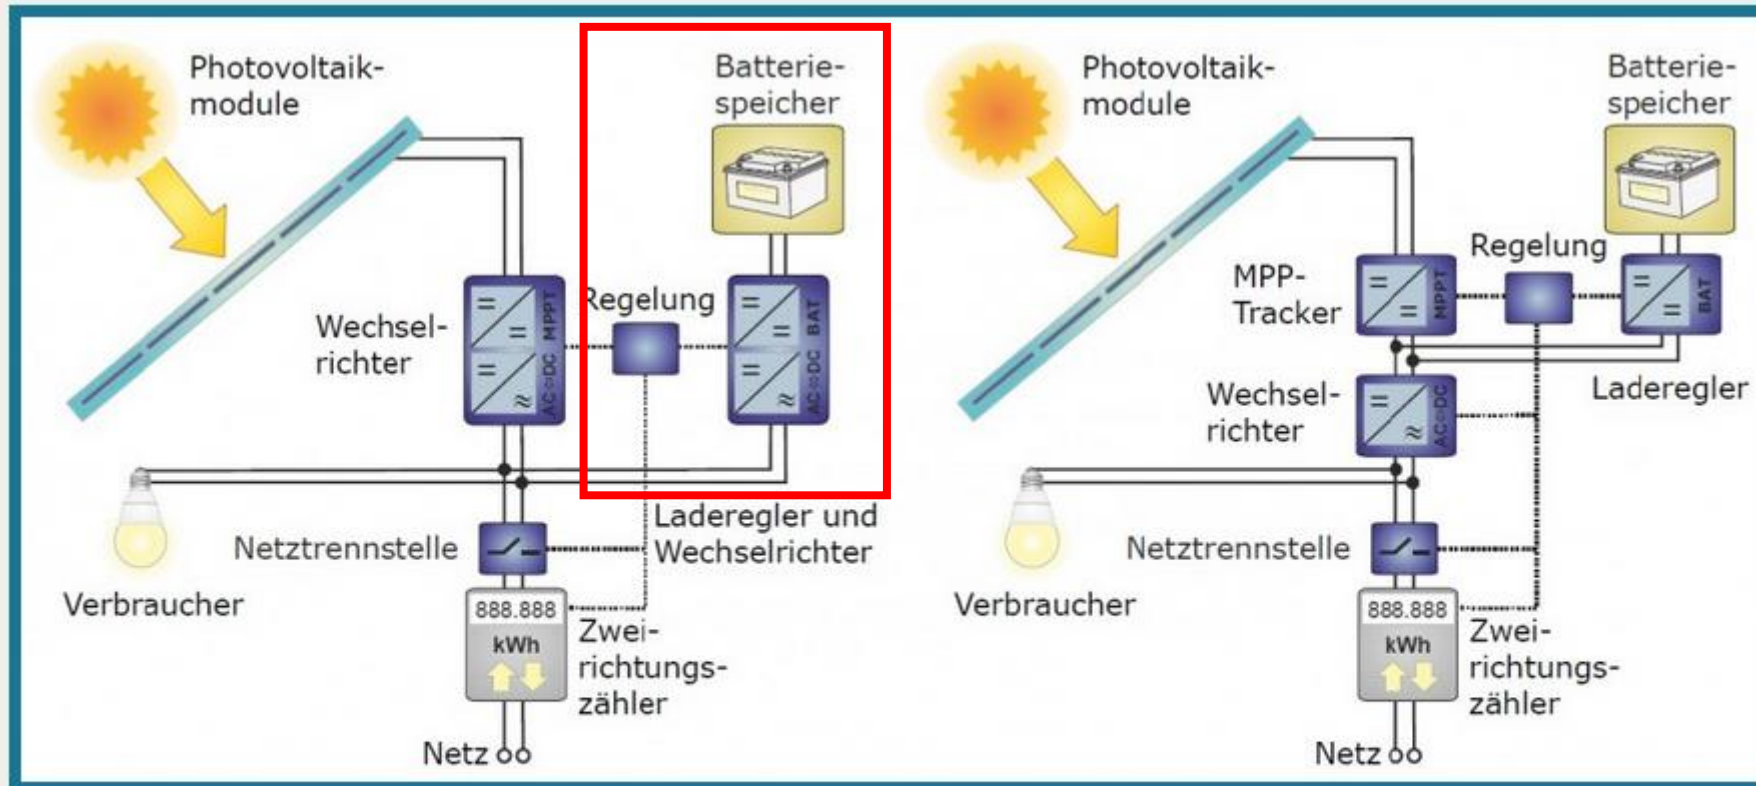 Photovoltaik-
module
Batterie-
speicher
Wechsel-
richter
MPPT
AC⇔DC
Regelung
BAT
AC⇔DC
Laderegler und
Wechselrichter
Netztrennstelle
Verbraucher
888.888
kWh
Zwei-
richtungs-
zähler
Netz
Photovoltaik-
module
Batterie-
speicher
MPP-
Tracker
MPPT
Regelung
BAT
Laderegler
Wechsel-
richter
AC⇔DC
Netztrennstelle
Verbraucher
888.888
kWh
Zwei-
richtungs-
zähler
Netz